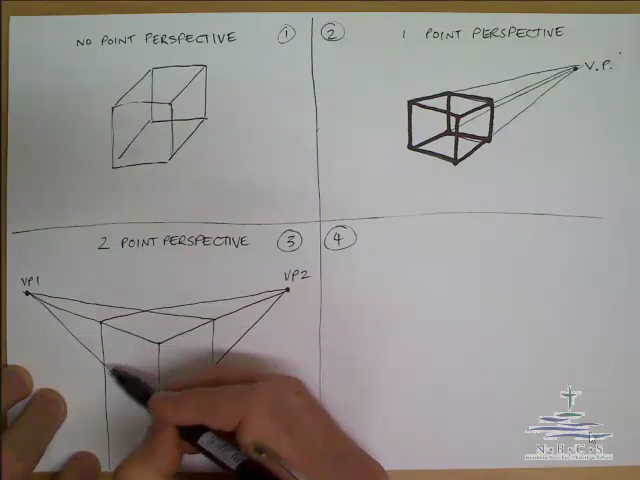 NO POINT PERSPECTIVE 1
2 1 POINT PERSPECTIVE
V.P.
2 POINT PERSPECTIVE 3
4
VP1
VP2
N·B·C·S